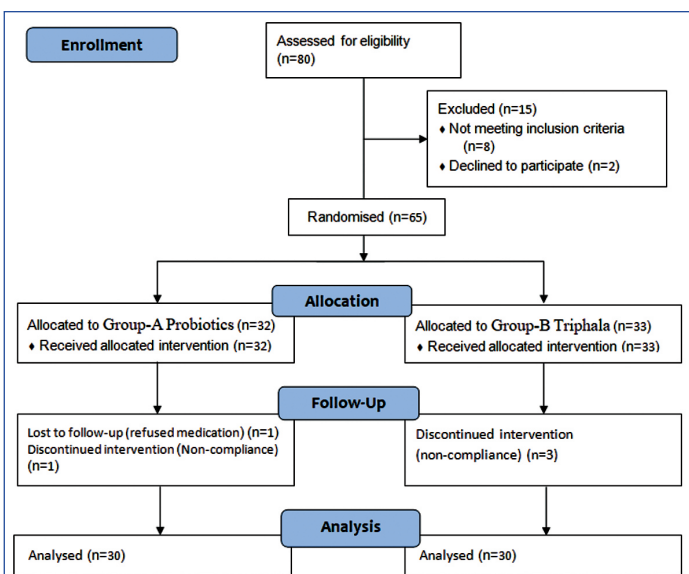 Enrollment
Assessed for eligibility
(n=80)
Excluded (n=15)
♦ Not meeting inclusion criteria
(n=8)
♦ Declined to participate (n=2)
Randomised (n=65)
Allocation
Allocated to Group-A Probiotics (n=32)
♦ Received allocated intervention (n=32)
Allocated to Group-B Triphala (n=33)
♦ Received allocated intervention (n=33)
Follow-Up
Lost to follow-up (refused medication) (n=1)
Discontinued intervention (Non-compliance)
(n=1)
Discontinued intervention
(non-compliance) (n=3)
Analysis
Analysed (n=30)
Analysed (n=30)